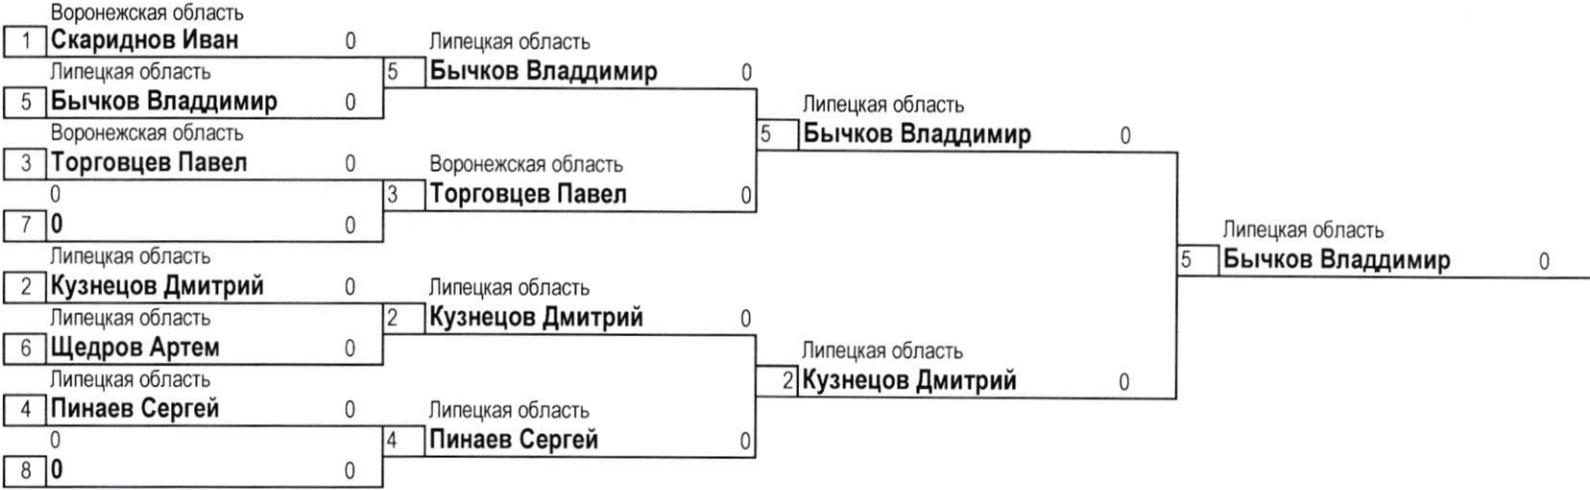 Воронежская область
1 Скариднов Иван 0
Липецкая область
5 Бычков Владдимир 0
Воронежская область
3 Торговцев Павел 0
0
7 0 0
Липецкая область
2 Кузнецов Дмитрий 0
Липецкая область
6 Щедров Артем 0
Липецкая область
4 Пинаев Сергей 0
0
8 0 0
Липецкая область
5 Бычков Владдимир 0
Воронежская область
3 Торговцев Павел 0
Липецкая область
2 Кузнецов Дмитрий 0
Липецкая область
4 Пинаев Сергей 0
Липецкая область
5 Бычков Владдимир 0
Липецкая область
2 Кузнецов Дмитрий 0
Липецкая область
5 Бычков Владдимир 0